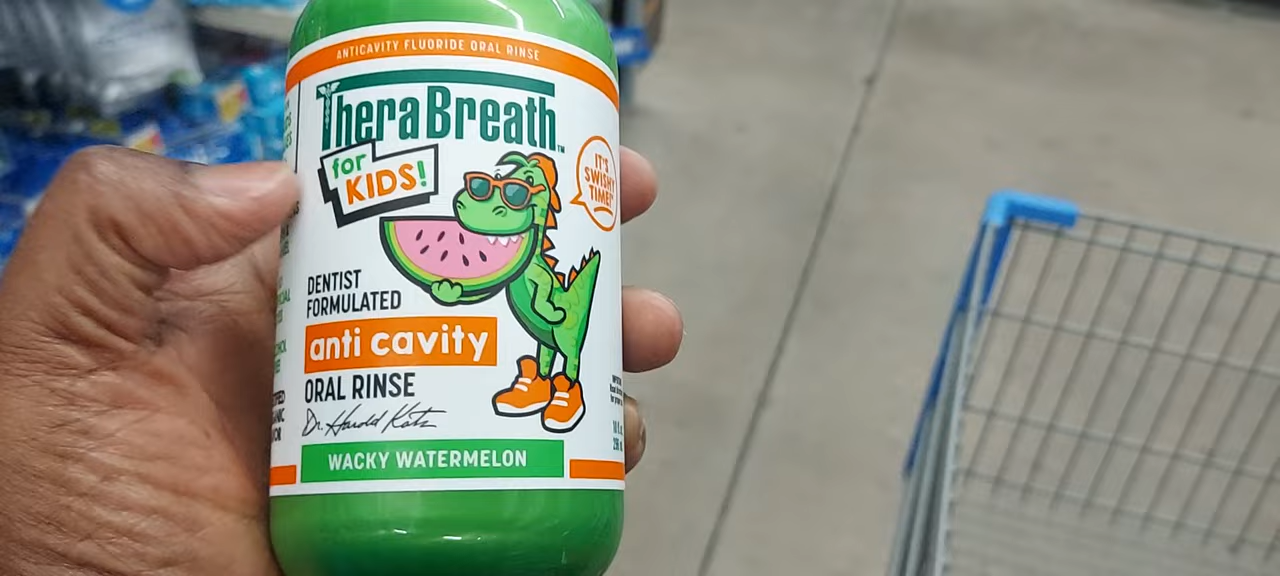 ANTICAVITY FLUORIDE ORAL RINSE
TheraBreath™
for
KIDS!
IT'S
SWISHY
TIME!
DENTIST
FORMULATED
anti cavity
ORAL RINSE
Dr. Harold Katz
WACKY WATERMELON